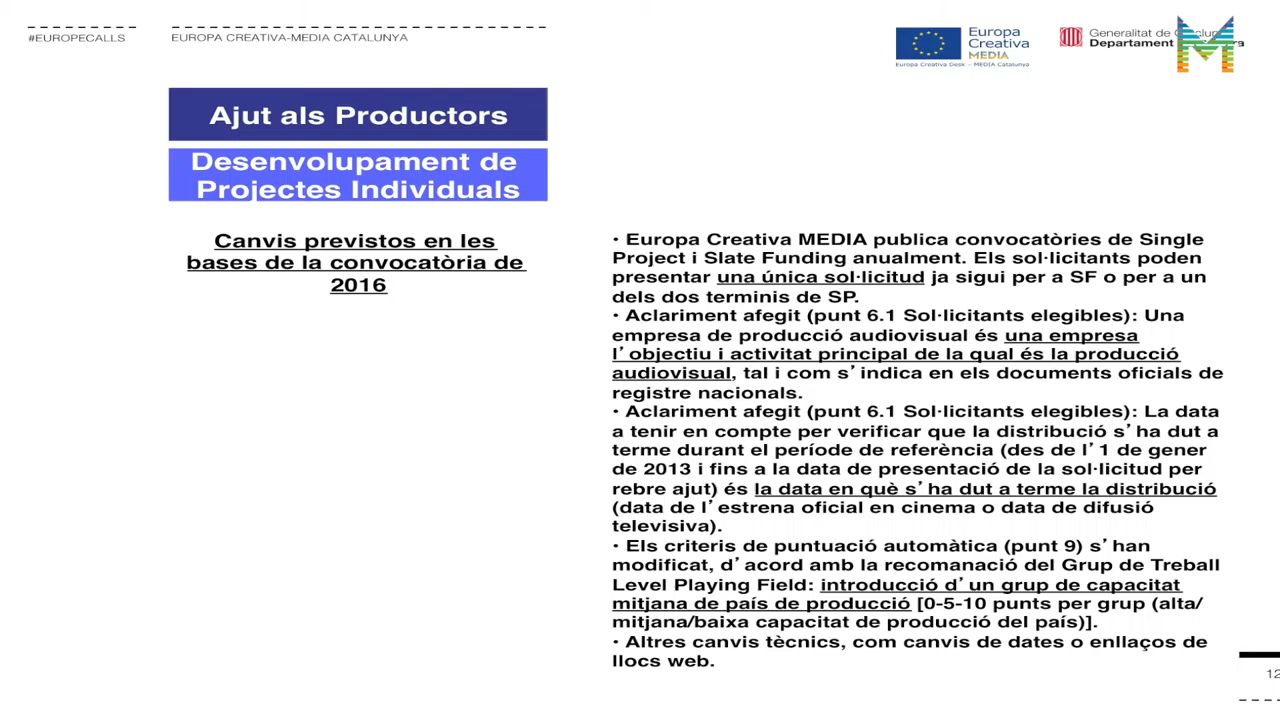 #EUROPECALLS
EUROPA CREATIVA-MEDIA CATALUNYA
Europa
Creativa
MEDIA
Europa Creativa Desk – MEDIA Catalunya
Generalitat de
Departament
Ajut als Productors
Desenvolupament de
Projectes Individuals
Canvis previstos en les
bases de la convocatòria de
2016
• Europa Creativa MEDIA publica convocatòries de Single
Project i Slate Funding anualment. Els sol·licitants poden
presentar una única sol·licitud ja sigui per a SF o per a un
dels dos terminis de SP.
• Aclariment afegit (punt 6.1 Sol·licitants elegibles): Una
empresa de producció audiovisual és una empresa
l’objectiu i activitat principal de la qual és la producció
audiovisual, tal i com s’indica en els documents oficials de
registre nacionals.
• Aclariment afegit (punt 6.1 Sol·licitants elegibles): La data
a tenir en compte per verificar que la distribució s’ha dut a
terme durant el període de referència (des de l’1 de gener
de 2013 i fins a la data de presentació de la sol·licitud per
rebre ajut) és la data en què s’ha dut a terme la distribució
(data de l’estrena oficial en cinema o data de difusió
televisiva).
• Els criteris de puntuació automàtica (punt 9) s’han
modificat, d’acord amb la recomanació del Grup de Treball
Level Playing Field: introducció d’un grup de capacitat
mitjana de país de producció [0-5-10 punts per grup (alta/
mitjana/baixa capacitat de producció del país)].
• Altres canvis tècnics, com canvis de dates o enllaços de
llocs web.
12